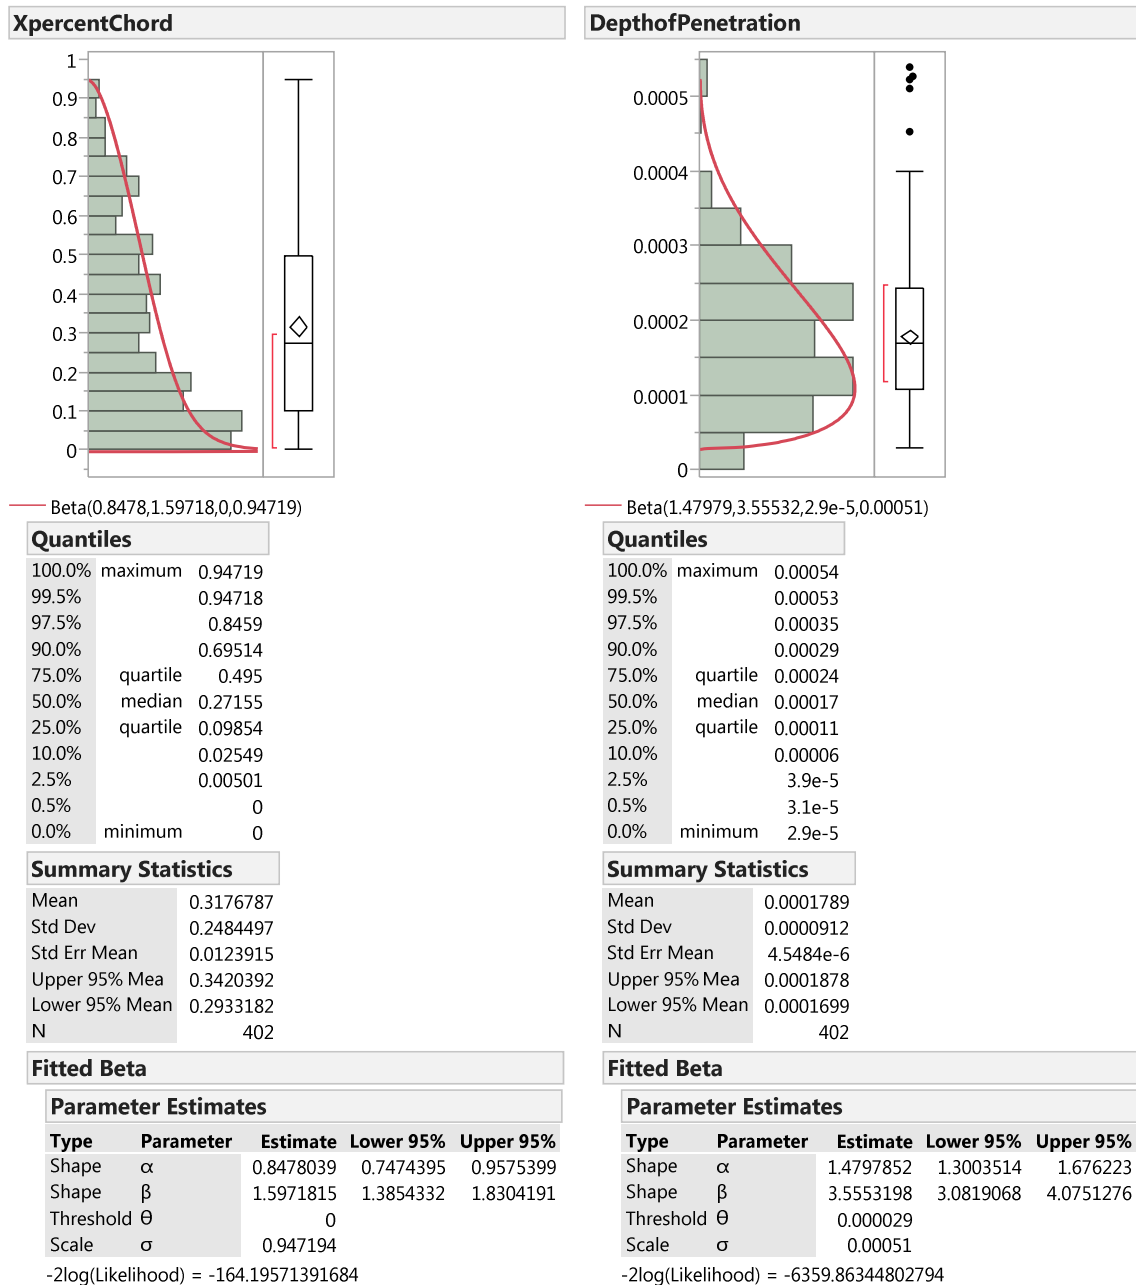 XpercentChord
1
0.9
0.8
0.7
0.6
0.5
0.4
0.3
0.2
0.1
0
Beta(0.8478,1.59718,0,0.94719)
Quantiles
100.0% maximum 0.94719
99.5% 0.94718
97.5% 0.8459
90.0% 0.69514
75.0% quartile 0.495
50.0% median 0.27155
25.0% quartile 0.09854
10.0% 0.02549
2.5% 0.00501
0.5% 0
0.0% minimum 0
Summary Statistics
Mean 0.3176787
Std Dev 0.2484497
Std Err Mean 0.0123915
Upper 95% Mea 0.3420392
Lower 95% Mean 0.2933182
N 402
Fitted Beta
Parameter Estimates
Type Parameter Estimate Lower 95% Upper 95%
Shape α 0.8478039 0.7474395 0.9575399
Shape β 1.5971815 1.3854332 1.8304191
Threshold θ 0
Scale σ 0.947194
-2log(Likelihood) = -164.19571391684
DepthofPenetration
0.0005
0.0004
0.0003
0.0002
0.0001
0
Beta(1.47979,3.55532,2.9e-5,0.00051)
Quantiles
100.0% maximum 0.00054
99.5% 0.00053
97.5% 0.00035
90.0% 0.00029
75.0% quartile 0.00024
50.0% median 0.00017
25.0% quartile 0.00011
10.0% 0.00006
2.5% 3.9e-5
0.5% 3.1e-5
0.0% minimum 2.9e-5
Summary Statistics
Mean 0.0001789
Std Dev 0.0000912
Std Err Mean 4.5484e-6
Upper 95% Mea 0.0001878
Lower 95% Mean 0.0001699
N 402
Fitted Beta
Parameter Estimates
Type Parameter Estimate Lower 95% Upper 95%
Shape α 1.4797852 1.3003514 1.676223
Shape β 3.5553198 3.0819068 4.0751276
Threshold θ 0.000029
Scale σ 0.00051
-2log(Likelihood) = -6359.86344802794